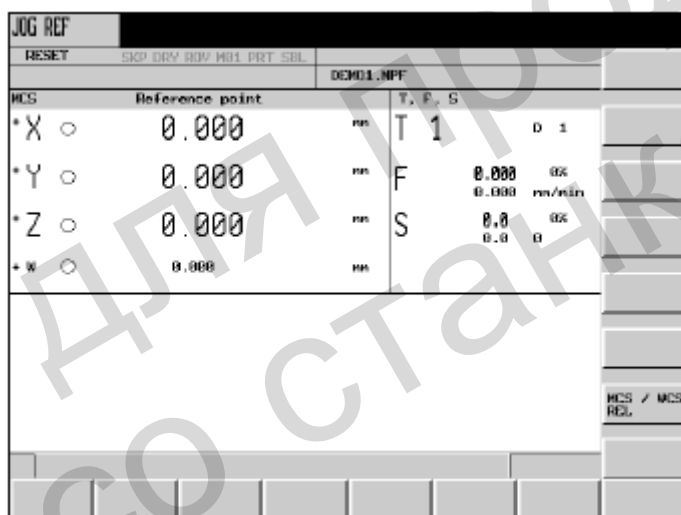 JOG REF
RESET SKP DRY ROV M01 PRT SBL
DEMO1.NPF
MCS Reference point T, F, S
+X 0.000 mm T 1 D 1
+Y 0.000 mm F 0.000 0%
0.000 mm/min
+Z 0.000 mm S 0.0 0%
0.0 0
+ W 0.000 mm
MCS / WCS
REL
для про
со станк